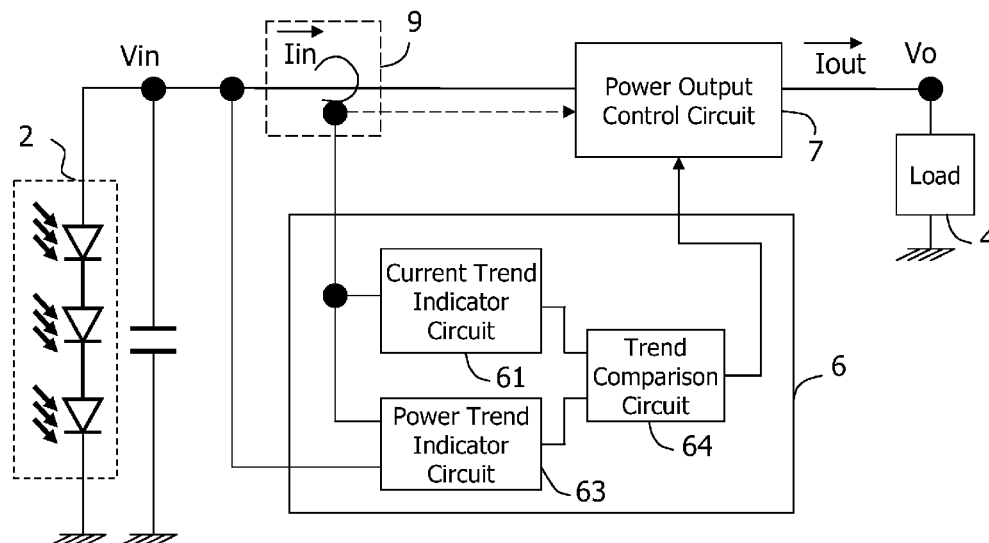 9
Vin
Iin
Iout
Vo
Power Output
Control Circuit
7
2
Load
4
Current Trend
Indicator
Circuit
61
Trend
Comparison
Circuit
64
6
Power Trend
Indicator
Circuit
63